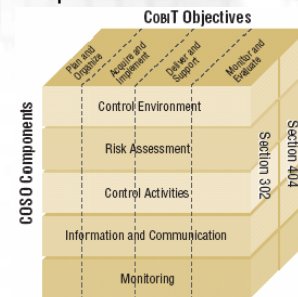 COBIT Objectives
Plan and
Organize
Acquire and
Implement
Deliver and
Support
Monitor and
Evaluate
COSO Components
Control Environment
Risk Assessment
Control Activities
Information and Communication
Monitoring
Section 302
Section 404